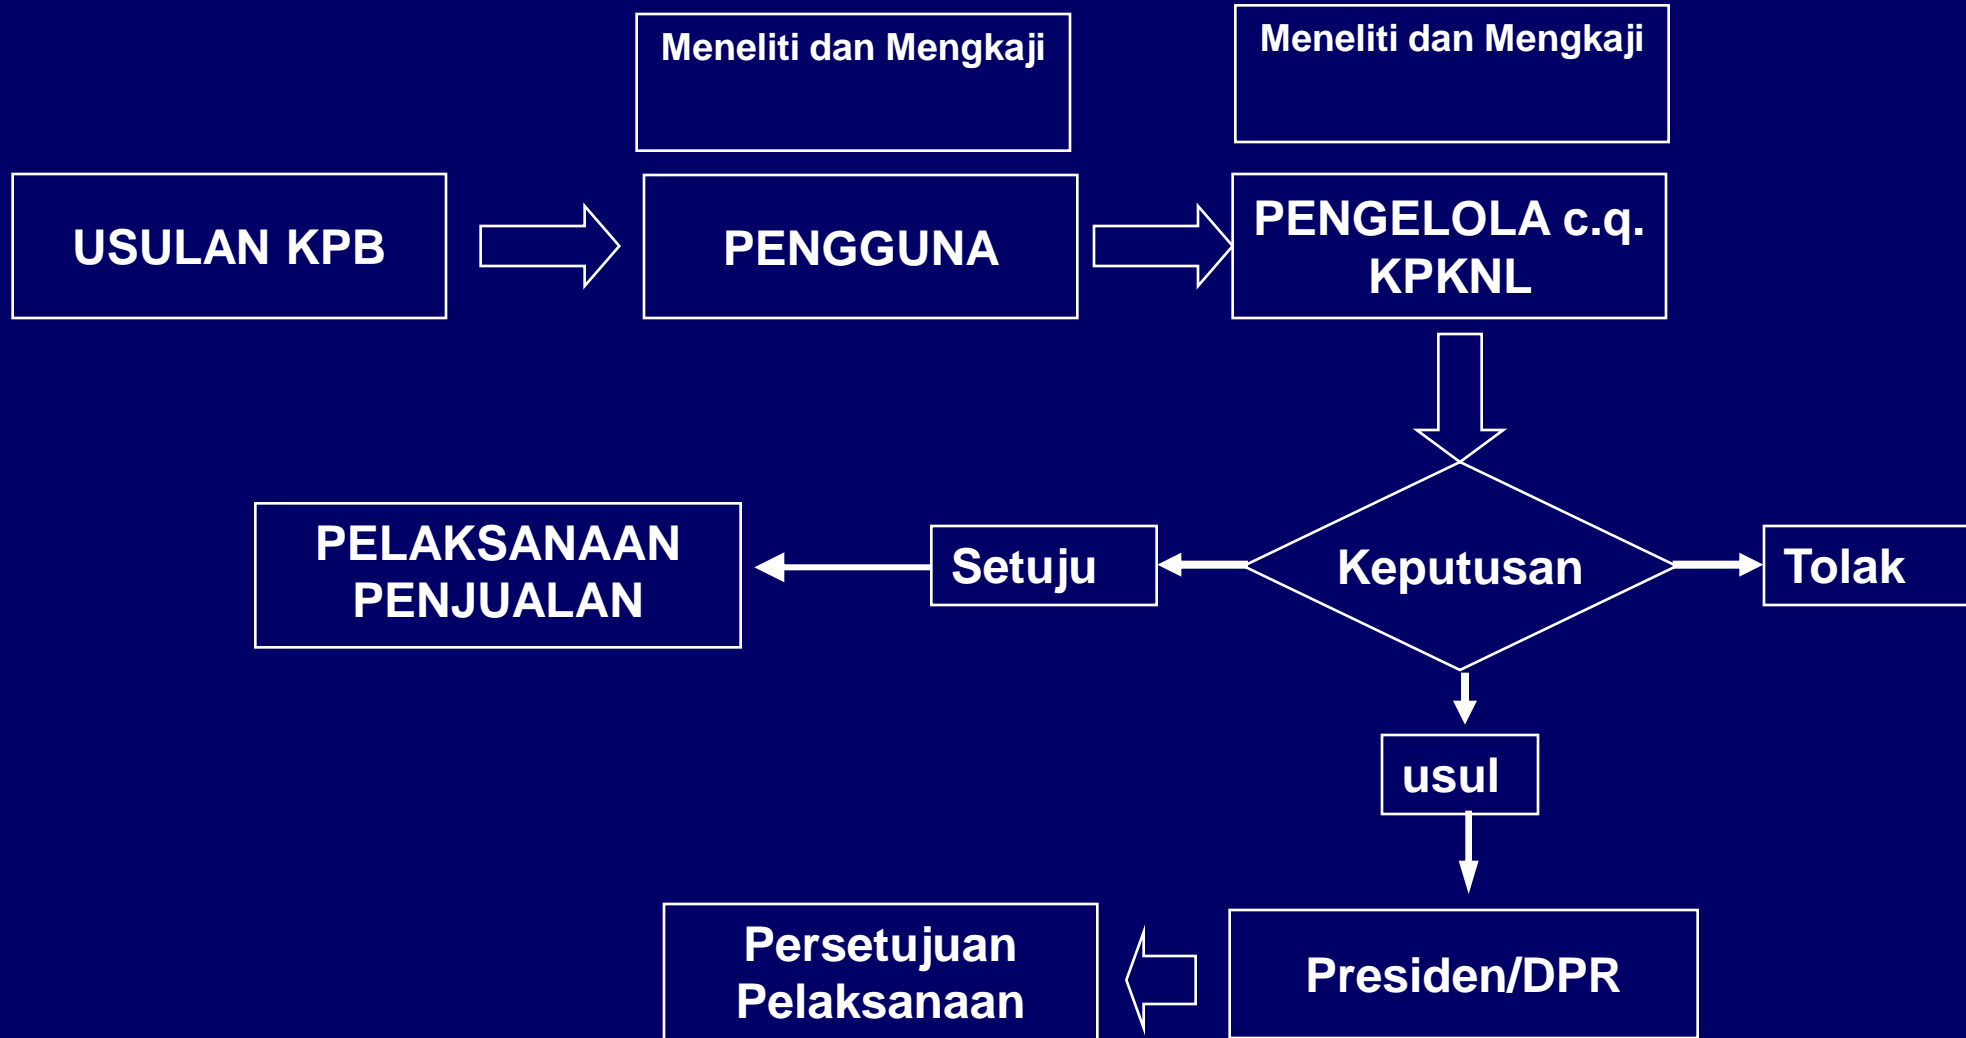 Meneliti dan Mengkaji
Meneliti dan Mengkaji
USULAN KPB
PENGGUNA
PENGELOLA c.q.
KPKNL
PELAKSANAAN
PENJUALAN
Setuju
Keputusan
Tolak
usul
Persetujuan
Pelaksanaan
Presiden/DPR